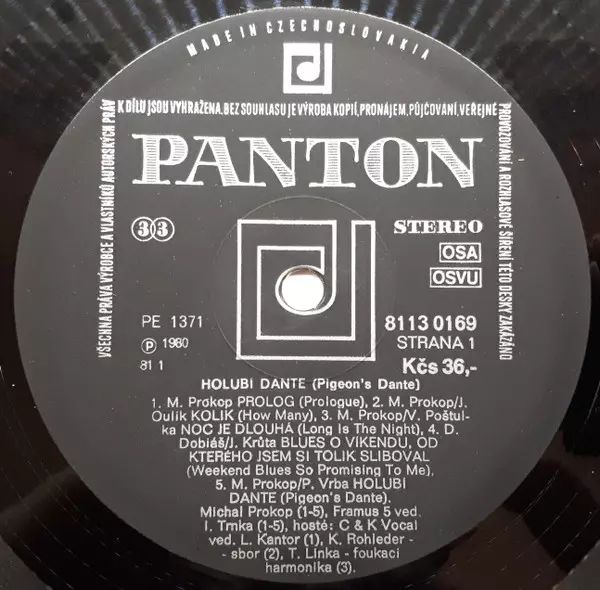 MADE IN CZECHOSLOVAKIA
VŠECHNA PRÁVA VÝROBCE A VLASTNÍKŮ AUTORSKÝCH PRÁV
K DÍLU JSOU VYHRAŽENA. BEZ SOUHLASU JE VÝROBA KOPIÍ, PRONÁJEM, PŮJČOVÁNÍ, VEŘEJNÉ
PROVOZOVÁNÍ A ROZHLASOVÉ ŠÍŘENÍ TÉTO DESKY ZAKÁZÁNO
PANTON
33
STEREO
OSA
OSVU
PE 1371
Ⓟ 1980
81 1
8113 0169
STRANA 1
Kčs 36,-
HOLUBI DANTE (Pigeon's Dante)
1. M. Prokop PROLOG (Prologue), 2. M. Prokop/J.
Oulík KOLIK (How Many), 3. M. Prokop/V. Poštul-
ka NOC JE DLOUHÁ (Long Is The Night), 4. D.
Dobiáš/J. Krůta BLUES O VÍKENDU, OD
KTERÉHO JSEM SI TOLIK SLIBOVAL
(Weekend Blues So Promising To Me),
5. M. Prokop/P. Vrba HOLUBÍ
DANTE (Pigeon's Dante).
Michal Prokop (1-5), Framus 5 ved.
I. Trnka (1-5), hosté: C & K Vocal
ved. L. Kantor (1), K. Rohleder -
- sbor (2), T. Linka - foukací
harmonika (3).